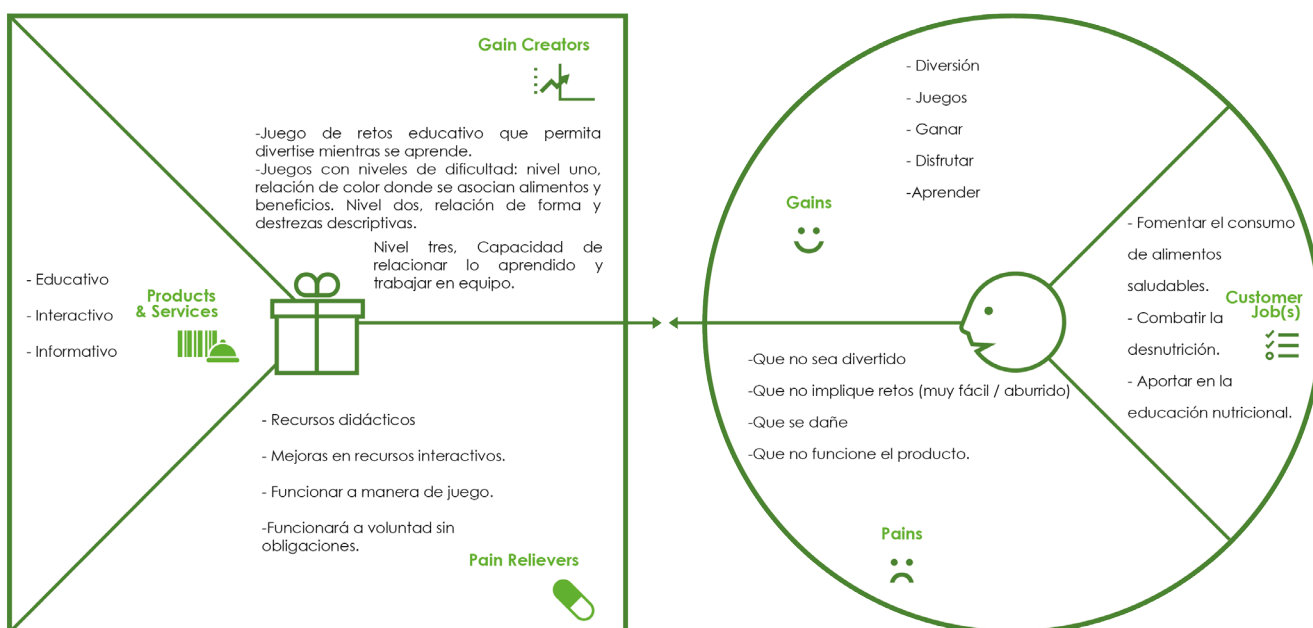 Gain Creators
-Juego de retos educativo que permita
divertise mientras se aprende.
-Juegos con niveles de dificultad: nivel uno,
relación de color donde se asocian alimentos y
beneficios. Nivel dos, relación de forma y
destrezas descriptivas.
Nivel tres, Capacidad de
relacionar lo aprendido y
trabajar en equipo.
- Educativo
- Interactivo
- Informativo
Products
& Services
- Recursos didácticos
- Mejoras en recursos interactivos.
- Funcionar a manera de juego.
-Funcionará a voluntad sin
obligaciones.
Pain Relievers
- Diversión
- Juegos
- Ganar
- Disfrutar
-Aprender
Gains
- Fomentar el consumo
de alimentos
saludables.
- Combatir la
desnutrición.
- Aportar en la
educación nutricional.
Customer
Job(s)
-Que no sea divertido
-Que no implique retos (muy fácil / aburrido)
-Que se dañe
-Que no funcione el producto.
Pains